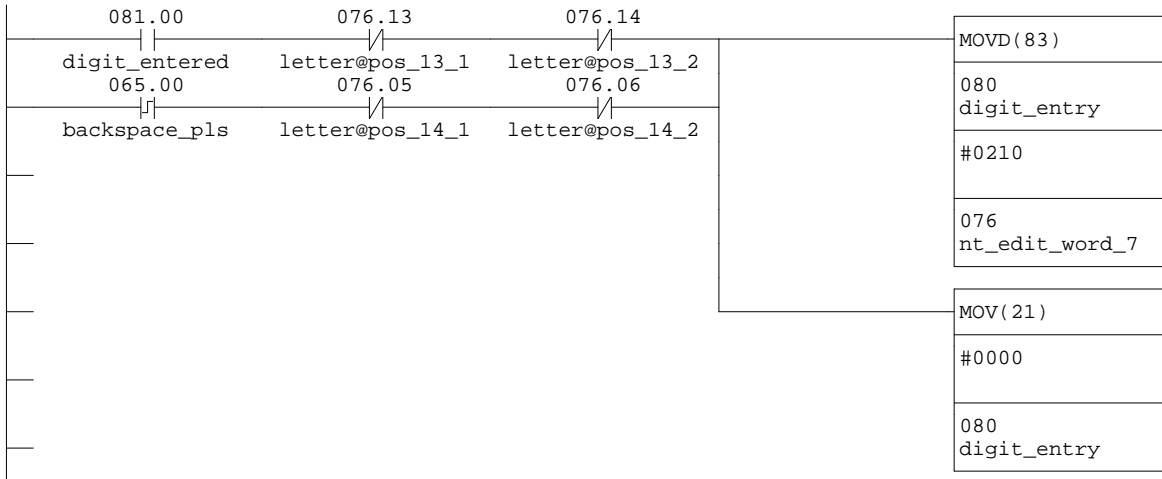 081.00 076.13 076.14
digit_entered letter@pos_13_1 letter@pos_13_2
065.00 076.05 076.06
backspace_pls letter@pos_14_1 letter@pos_14_2
MOVD(83)
080
digit_entry
#0210
076
nt_edit_word_7
MOV(21)
#0000
080
digit_entry